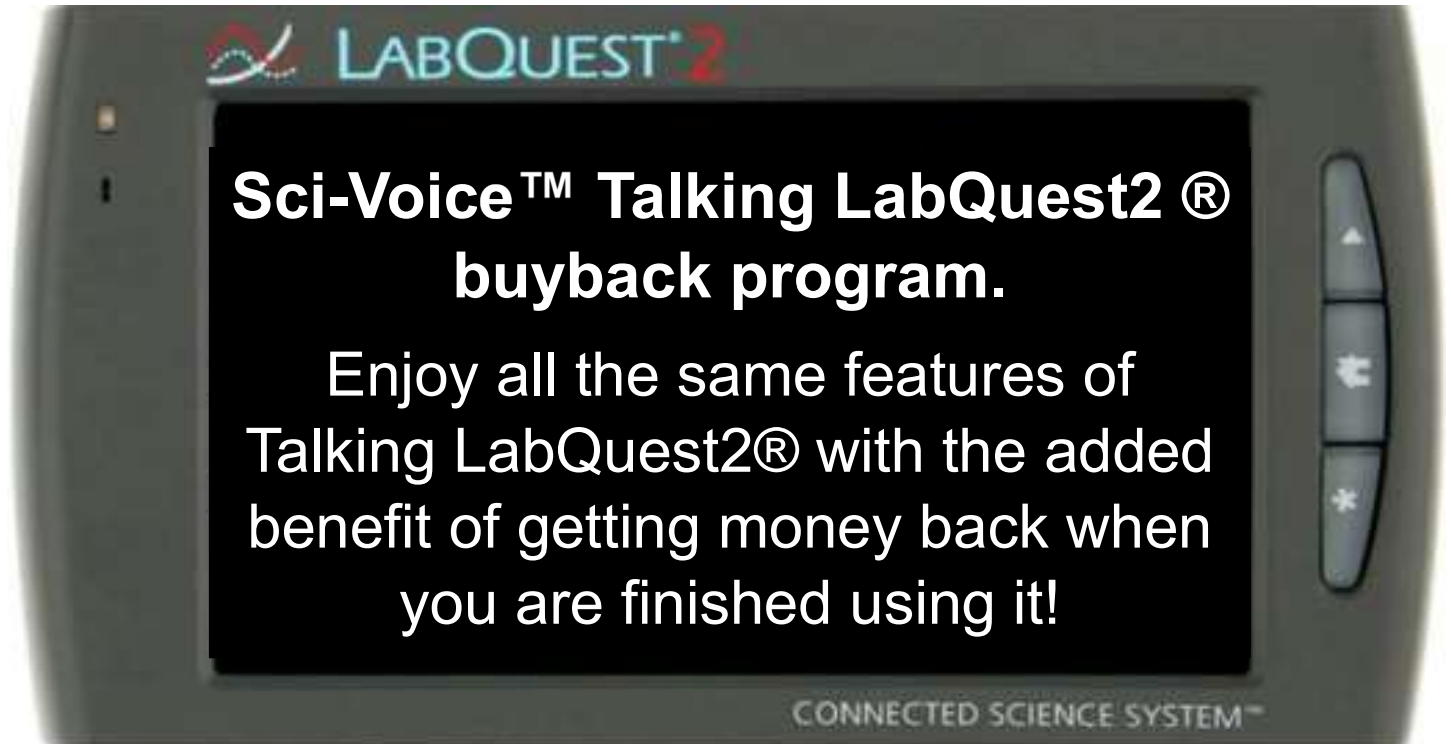 LABQUEST® 2
Sci-Voice™ Talking LabQuest2 ®
buyback program.
Enjoy all the same features of
Talking LabQuest2® with the added
benefit of getting money back when
you are finished using it!
CONNECTED SCIENCE SYSTEM™